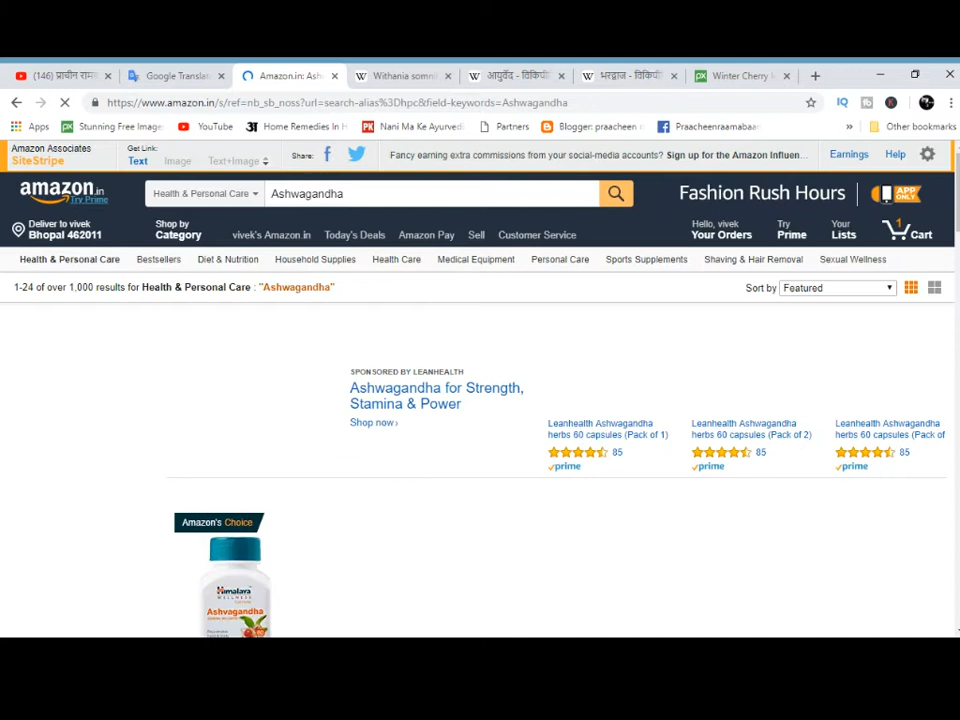 (146) प्राचीन रामब
Google Translat
Amazon.in: Ash
Withania somni
आयुर्वेद - विकिपी
भरद्वाज - विकिपी
Winter Cherry k
https://www.amazon.in/s/ref=nb_sb_noss?url=search-alias%3Dhpc&field-keywords=Ashwagandha
Apps Stunning Free Image YouTube Home Remedies In H Nani Ma Ke Ayurved Partners Blogger: praacheen r Praacheenraamabaan » Other bookmarks
Amazon Associates
SiteStripe
Get Link:
Text Image Text+Image
Share:
Fancy earning extra commissions from your social-media accounts? Sign up for the Amazon Influen...
Earnings Help
amazon.in
Try Prime
Health & Personal Care
Ashwagandha
Fashion Rush Hours
APP
ONLY
Deliver to vivek
Bhopal 462011
Shop by
Category
vivek's Amazon.in Today's Deals Amazon Pay Sell Customer Service
Hello, vivek
Your Orders
Try
Prime
Your
Lists
1
Cart
Health & Personal Care Bestsellers Diet & Nutrition Household Supplies Health Care Medical Equipment Personal Care Sports Supplements Shaving & Hair Removal Sexual Wellness
1-24 of over 1,000 results for Health & Personal Care : "Ashwagandha"
Sort by Featured
SPONSORED BY LEANHEALTH
Ashwagandha for Strength,
Stamina & Power
Shop now ›
Leanhealth Ashwagandha
herbs 60 capsules (Pack of 1)
85
prime
Leanhealth Ashwagandha
herbs 60 capsules (Pack of 2)
85
prime
Leanhealth Ashwagandha
herbs 60 capsules (Pack of
85
prime
Amazon's Choice
Himalaya
WELLNESS
Ashvagandha